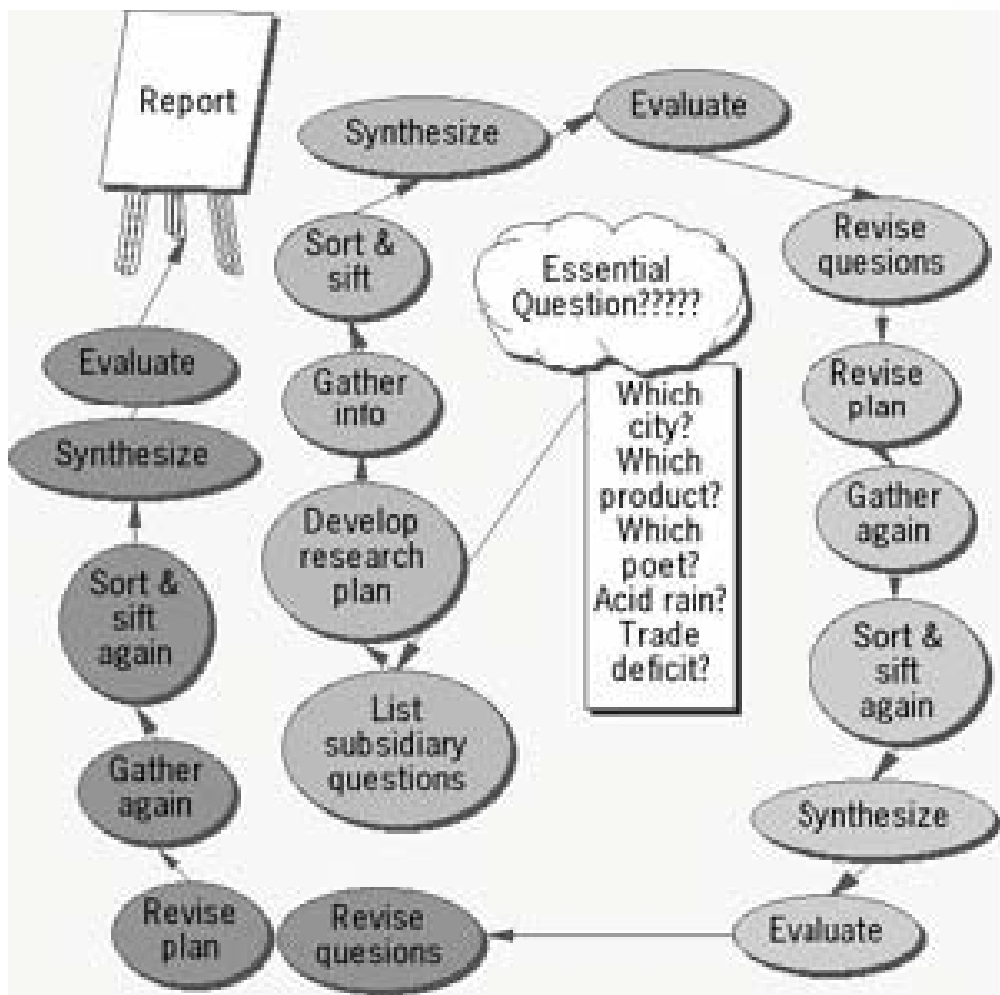 Report
Synthesize
Evaluate
Sort &
sift
Revise
quesions
Essential
Question?????
Evaluate
Gather
info
Revise
plan
Which
city?
Which
product?
Which
poet?
Acid rain?
Trade
deficit?
Synthesize
Gather
again
Develop
research
plan
Sort &
sift
again
Sort &
sift
again
List
subsidiary
questions
Gather
again
Synthesize
Revise
plan
Revise
quesions
Evaluate